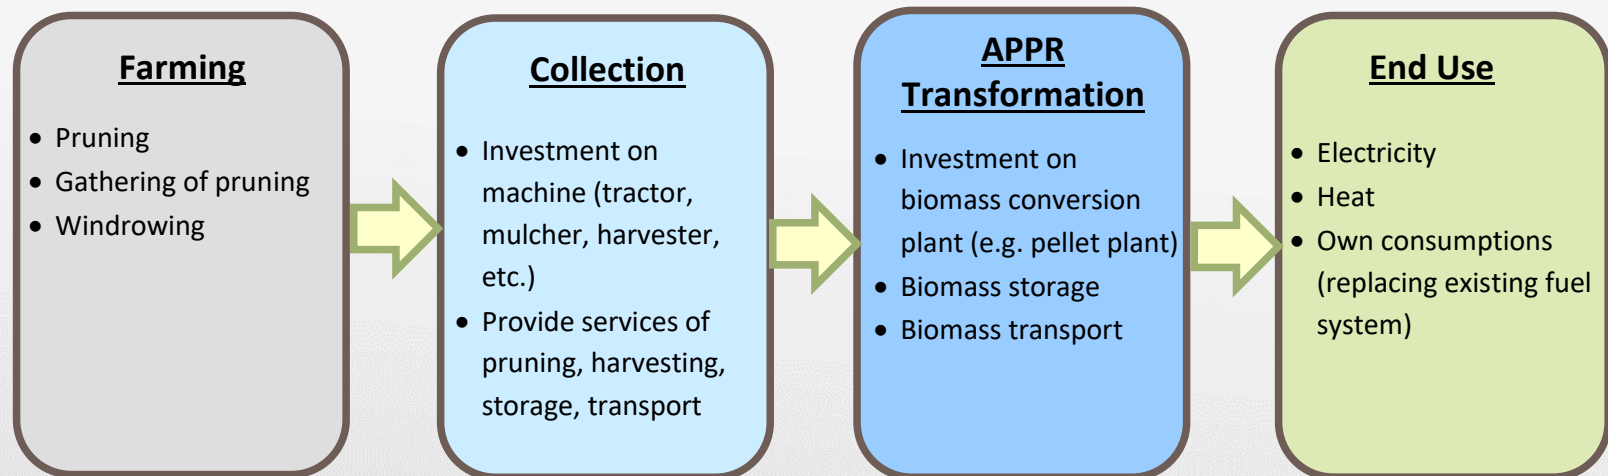 Farming
• Pruning
• Gathering of pruning
• Windrowing
Collection
• Investment on
machine (tractor,
mulcher, harvester,
etc.)
• Provide services of
pruning, harvesting,
storage, transport
APPR
Transformation
• Investment on
biomass conversion
plant (e.g. pellet plant)
• Biomass storage
• Biomass transport
End Use
• Electricity
• Heat
• Own consumptions
(replacing existing fuel
system)